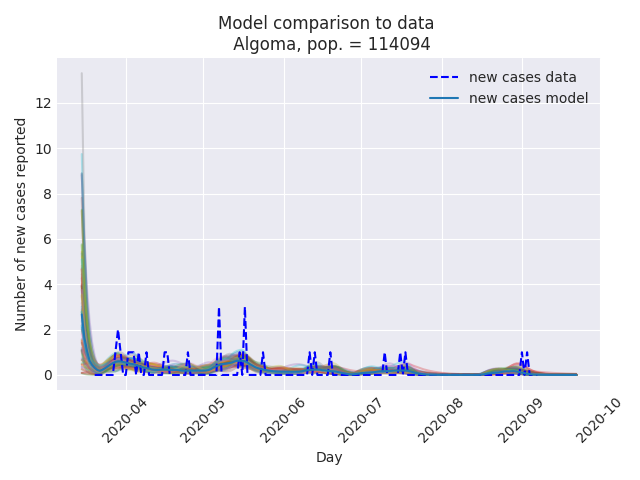 Model comparison to data
Algoma, pop. = 114094
new cases data
new cases model
Number of new cases reported
12
10
8
6
4
2
0
2020-04
2020-05
2020-06
2020-07
2020-08
2020-09
2020-10
Day